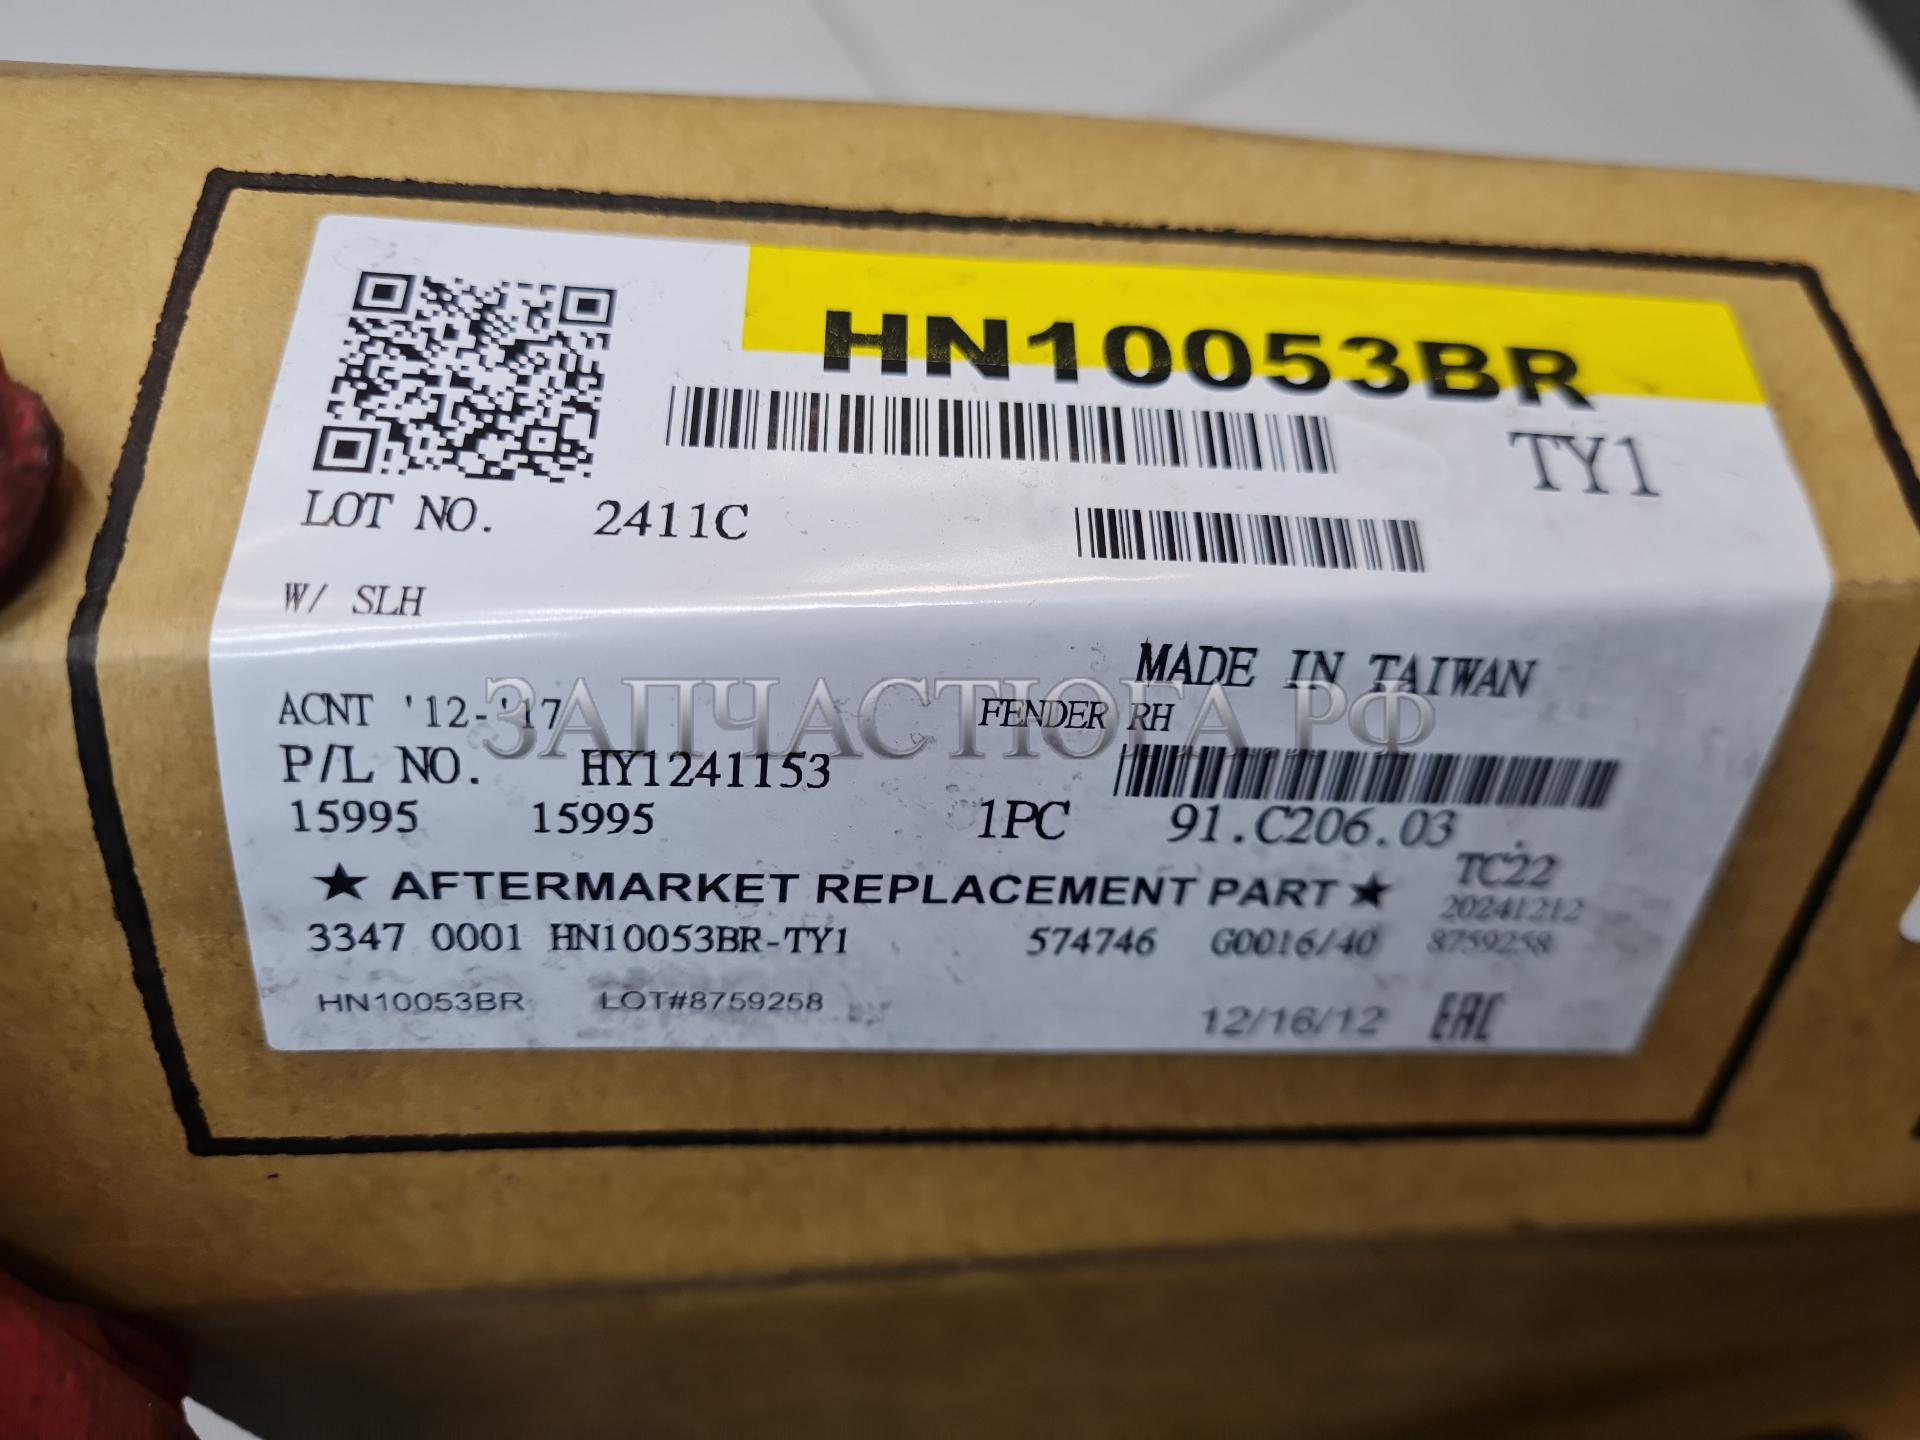 HN10053BR
TY1
LOT NO. 2411C
W/ SLH
MADE IN TAIWAN
ACNT '12-'17 FENDER RH
ЗАПЧАСТЮГА.РФ
P/L NO. HY1241153
15995 15995 1PC 91.C206.03
★ AFTERMARKET REPLACEMENT PART ★ TC22
20241212
3347 0001 HN10053BR-TY1 574746 G0016/40 8759258
HN10053BR LOT#8759258
12/16/12 EAC